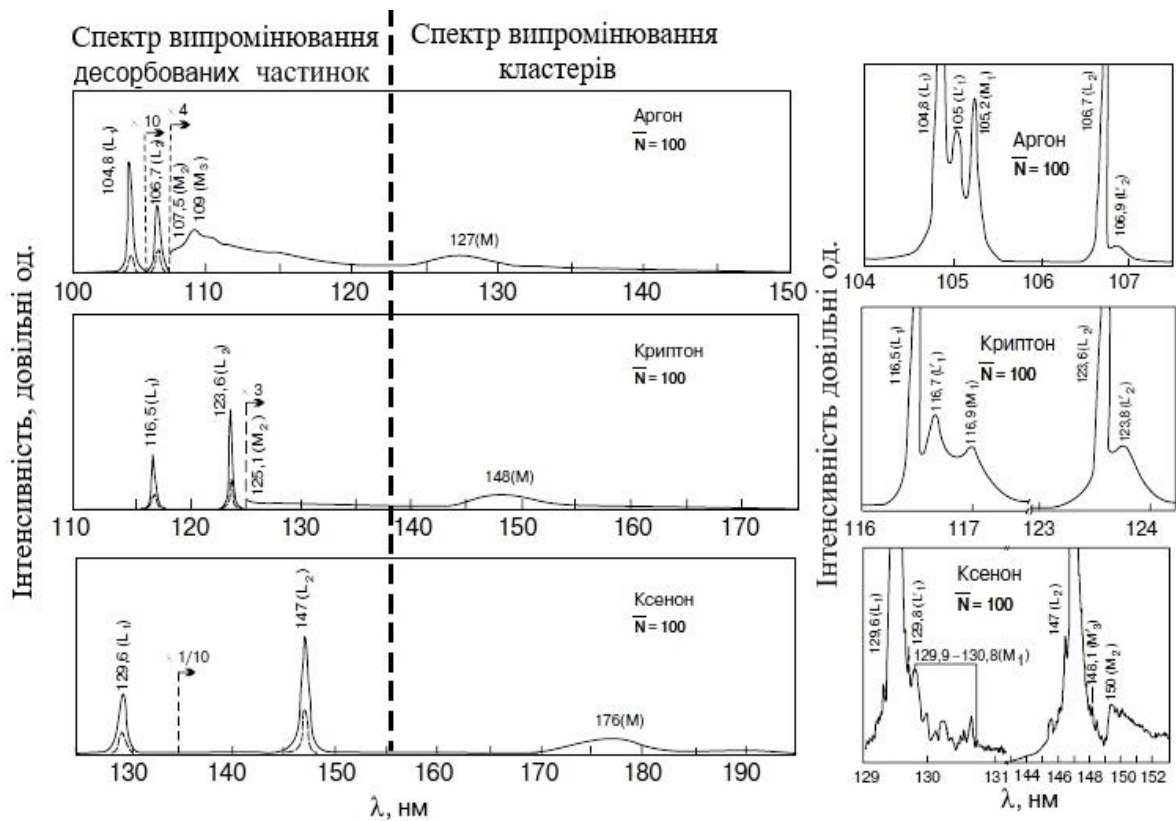 Спектр випромінювання
десорбованих частинок
Спектр випромінювання
кластерів
Інтенсивність, довільні од.
104,8 (L₁)
× 10
106,7 (L₂)
× 4
107,5 (M₂)
109 (M₃)
127(M)
Аргон
N̅ = 100
100 110 120 130 140 150
116,5 (L₁)
123,6 (L₂)
× 3
125,1 (M₂)
148(M)
Криптон
N̅ = 100
110 120 130 140 150 160 170
129,6 (L₁)
× 1/10
147 (L₂)
176(M)
Ксенон
N̅ = 100
130 140 150 160 170 180 190
λ, нм
Інтенсивність довільні од.
104,8 (L₁)
105 (L'₁)
105,2 (M₁)
106,7 (L₂)
106,9 (L'₂)
Аргон
N̅ = 100
104 105 106 107
116,5 (L₁)
116,7 (L'₁)
116,9 (M₁)
123,6 (L₂)
123,8 (L'₂)
Криптон
N̅ = 100
116 117 123 124
129,6 (L₁)
129,8 (L'₁)
129,9–130,8(M₁)
147 (L₂)
148,1 (M'₃)
150 (M₂)
Ксенон
N̅ = 100
129 130 131 144 146 148 150 152
λ, нм